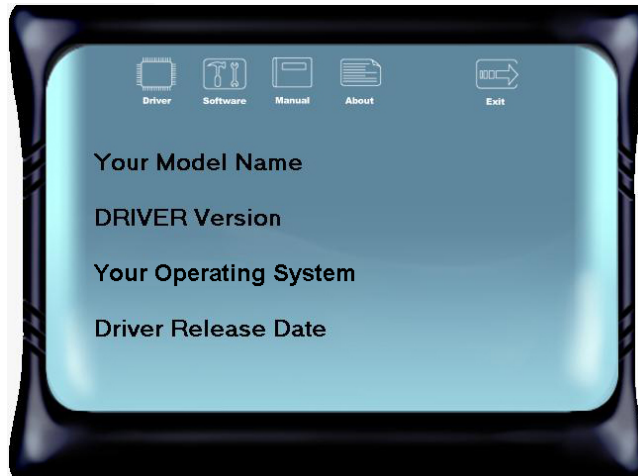 Driver Software Manual About Exit
Your Model Name
DRIVER Version
Your Operating System
Driver Release Date